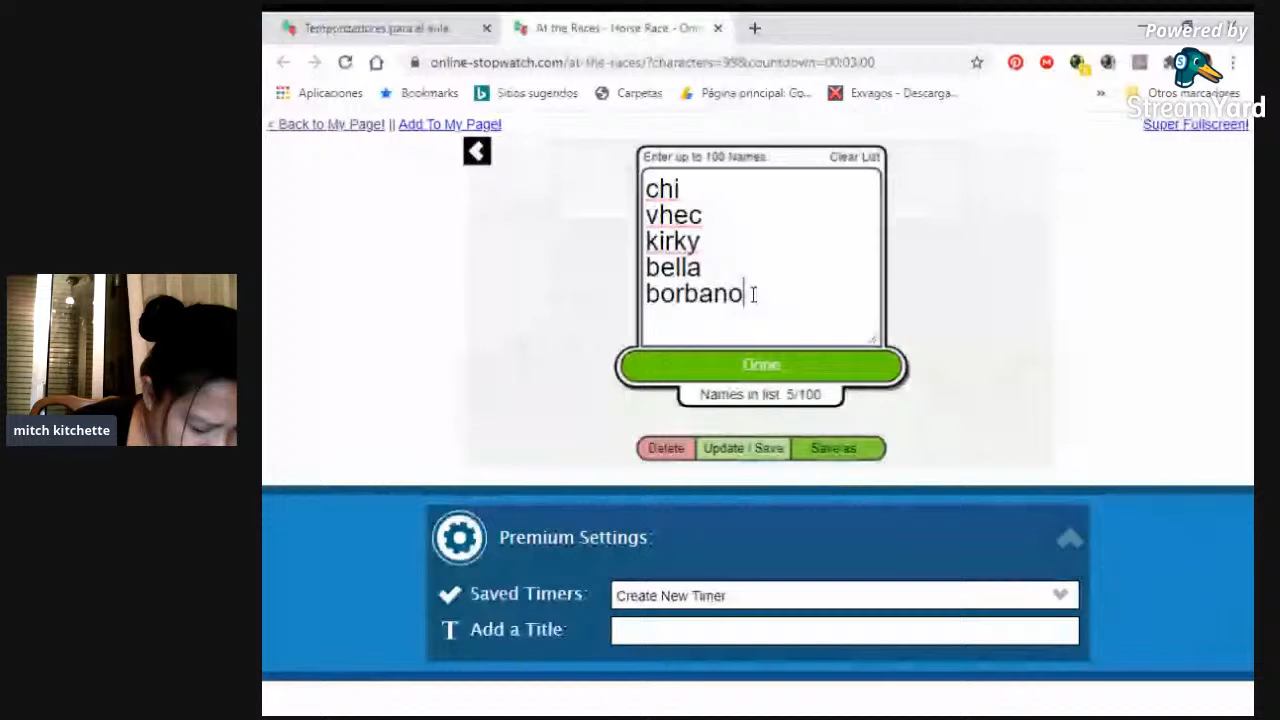 Temporizadores para el aula
At the Races - Horse Race - Onli
Powered by
online-stopwatch.com/at-the-races/?characters=99&countdown=00:03:00
Aplicaciones
Bookmarks
Sitios sugeridos
Carpetas
Página principal: Go...
Exvagos - Descarga...
»
Otros marcadores
StreamYard
< Back to My Page! || Add To My Page!
Super Fullscreen!
Enter up to 100 Names
Clear List
chi
vhec
kirky
bella
borbano
Done
Names in list 5/100
Delete
Update / Save
Save as
mitch kitchette
Premium Settings:
Saved Timers:
Create New Timer
T Add a Title: